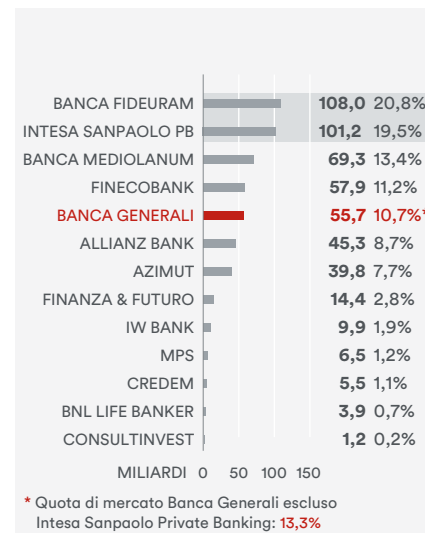 BANCA FIDEURAM 108,0 20,8%
INTESA SANPAOLO PB 101,2 19,5%
BANCA MEDIOLANUM 69,3 13,4%
FINECOBANK 57,9 11,2%
BANCA GENERALI 55,7 10,7%*
ALLIANZ BANK 45,3 8,7%
AZIMUT 39,8 7,7%
FINANZA & FUTURO 14,4 2,8%
IW BANK 9,9 1,9%
MPS 6,5 1,2%
CREDEM 5,5 1,1%
BNL LIFE BANKER 3,9 0,7%
CONSULTINVEST 1,2 0,2%
MILIARDI 0 50 100 150
* Quota di mercato Banca Generali escluso
Intesa Sanpaolo Private Banking: 13,3%